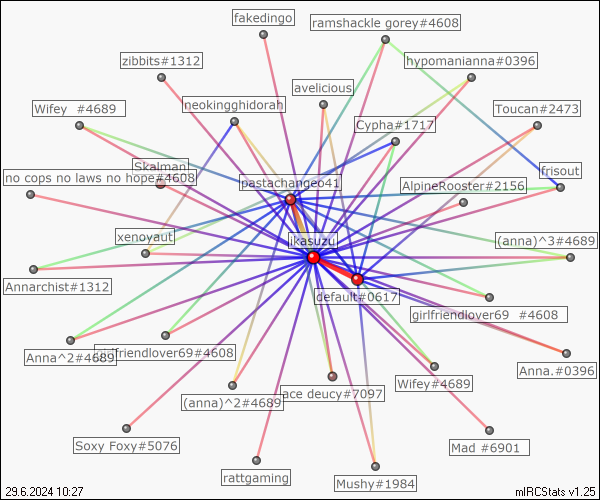 fakedingo
ramshackle gorey#4608
zibbits#1312
hypomanianna#0396
avelicious
Wifey  #4689
neokingghidorah
Toucan#2473
Cypha#1717
Skalman
no cops no laws no hope#4608
frisout
pastachange041
AlpineRooster#2156
xenoyaut
ikasuzu
(anna)^3#4689
Annarchist#1312
default#0617
girlfriendlover69  #4608
Anna^2#4689
girlfriendlover69#4608
Anna.#0396
Wifey#4689
(anna)^2#4689
ace deucy#7097
Soxy Foxy#5076
Mad #6901
rattgaming
Mushy#1984
29.6.2024 10:27
mIRCStats v1.25